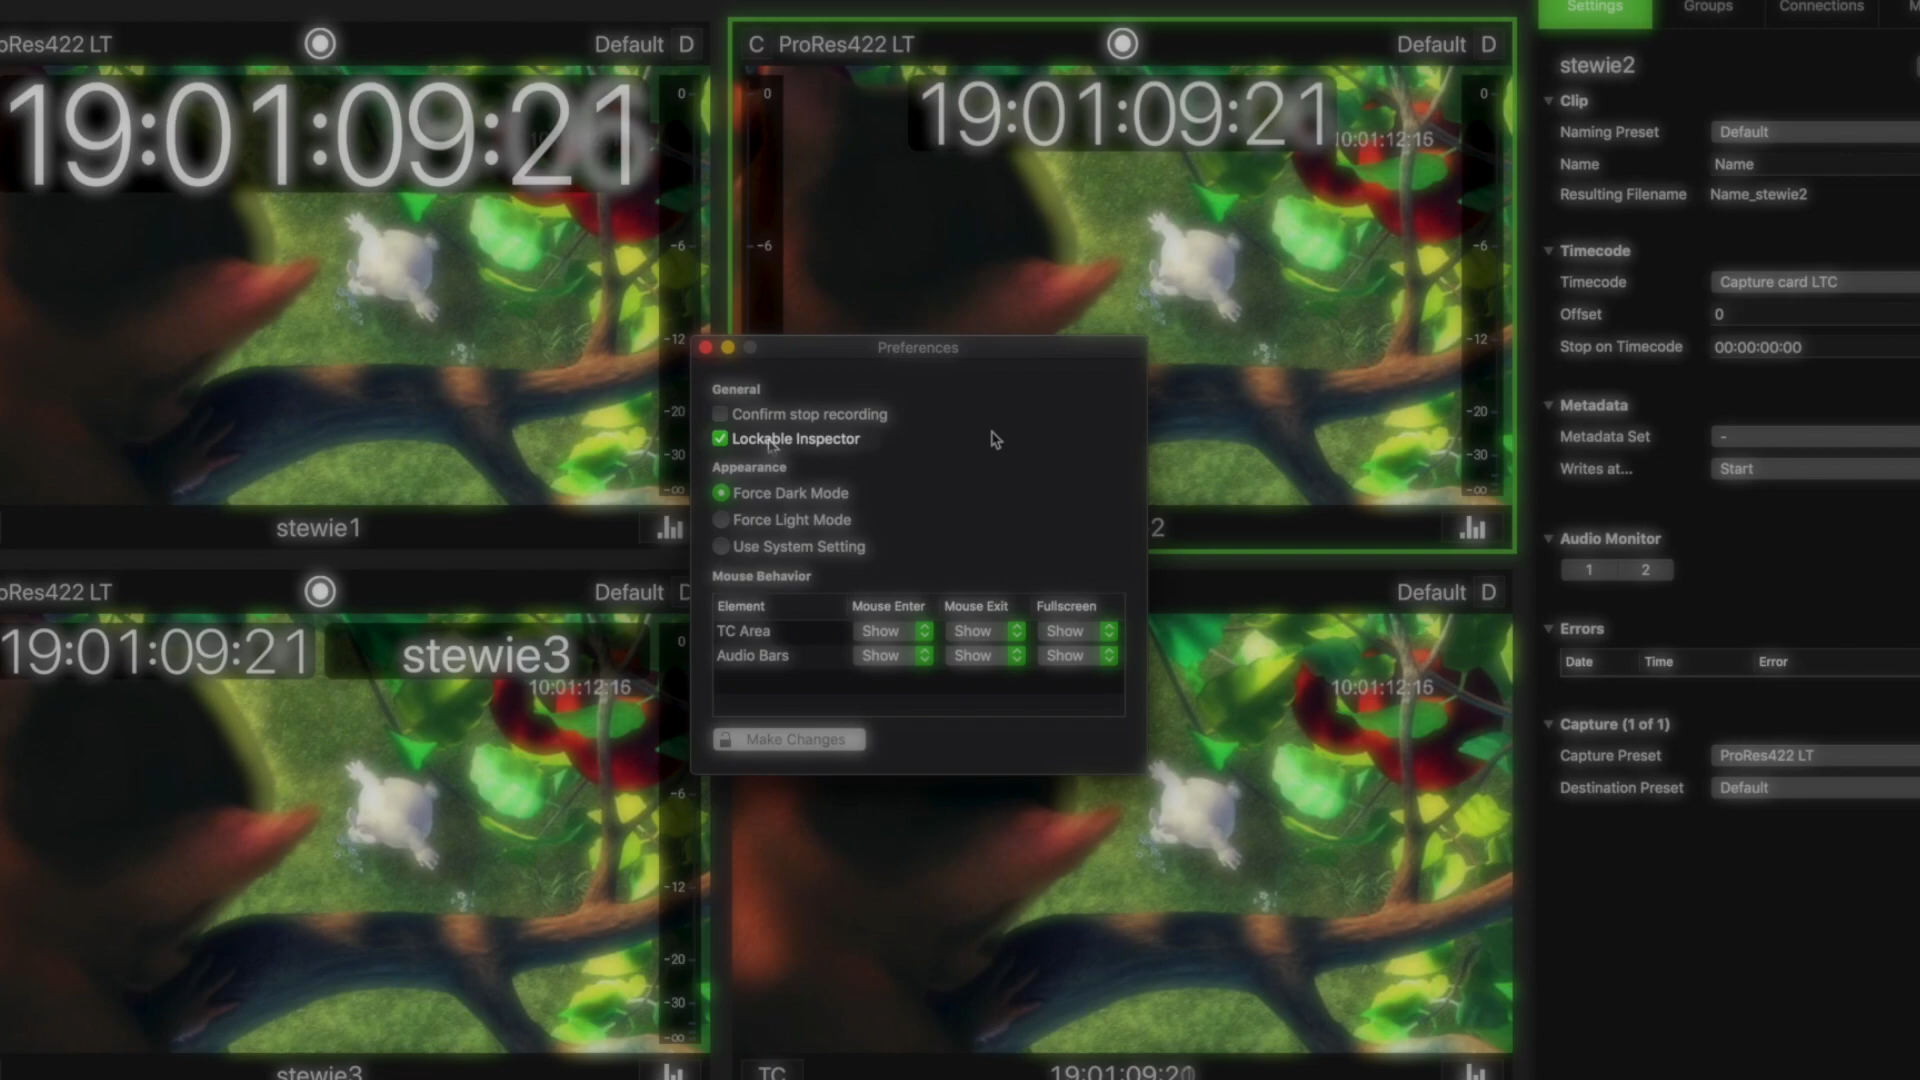 ProRes422 LT
Default D
19:01:09:21
0
-6
-12
-20
-30
-∞
stewie1
C ProRes422 LT
Default D
19:01:09:21
10:01:12:16
0
-6
0
-6
-12
-20
-30
-∞
2
ProRes422 LT
Default D
19:01:09:21
stewie3
10:01:12:16
0
-6
-12
-20
-30
-∞
stewie3
Default D
10:01:12:16
TC
Preferences
General
Confirm stop recording
Lockable Inspector
Appearance
Force Dark Mode
Force Light Mode
Use System Setting
Mouse Behavior
Element Mouse Enter Mouse Exit Fullscreen
TC Area Show Show Show
Audio Bars Show Show Show
Make Changes
Settings Groups Connections M
stewie2
Clip
Naming Preset Default
Name Name
Resulting Filename Name_stewie2
Timecode
Timecode Capture card LTC
Offset 0
Stop on Timecode 00:00:00:00
Metadata
Metadata Set -
Writes at... Start
Audio Monitor
1 2
Errors
Date Time Error
Capture (1 of 1)
Capture Preset ProRes422 LT
Destination Preset Default